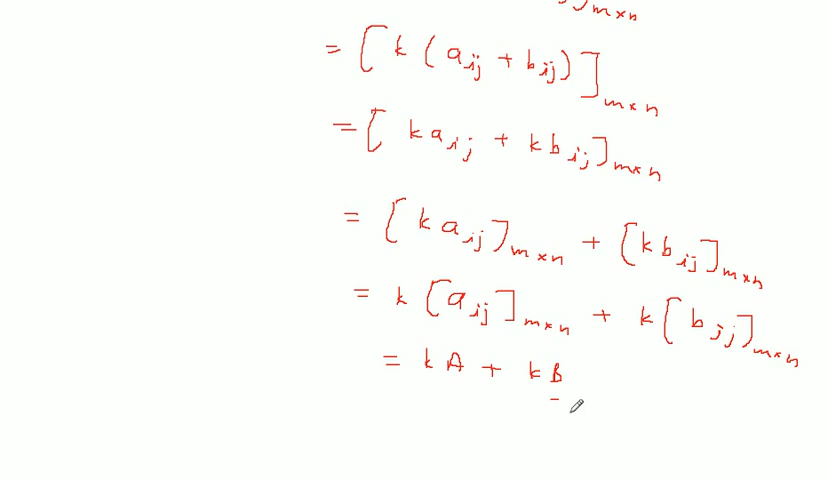 ]m×n
= [k (aij + bij)]m×n
= [kaij + kbij]m×n
= [kaij]m×n + [kbij]m×n
= k [aij]m×n + k [bij]m×n
= kA + kB